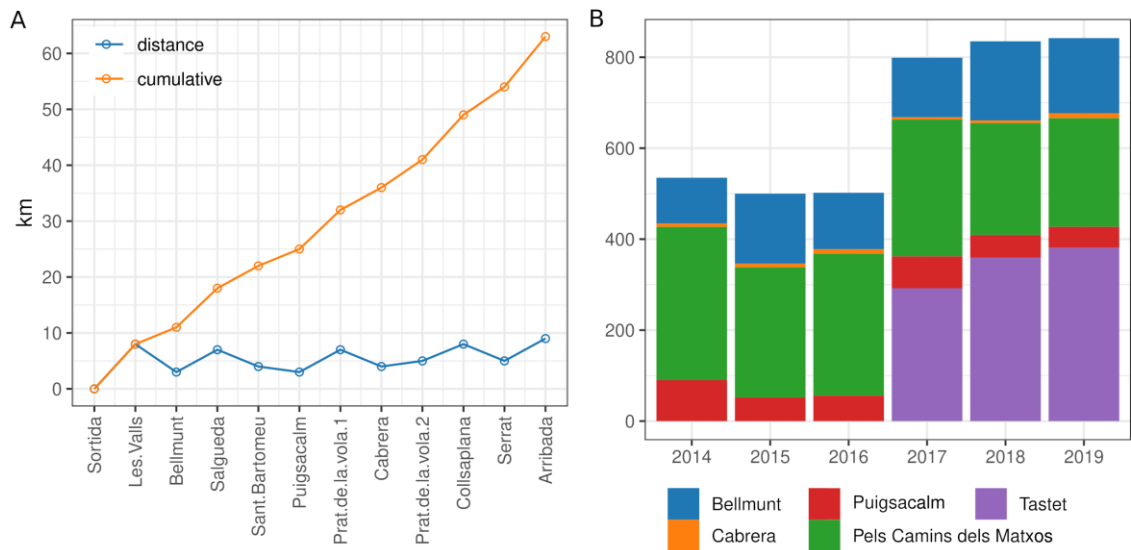 A
distance
cumulative
km
60
50
40
30
20
10
0
Sortida
Les.Valls
Bellmunt
Salgueda
Sant.Bartomeu
Puigsacalm
Prat.de.la.vola.1
Cabrera
Prat.de.la.vola.2
Collsaplana
Serrat
Arribada
B
800
600
400
200
0
2014 2015 2016 2017 2018 2019
Bellmunt Puigsacalm Tastet
Cabrera Pels Camins dels Matxos